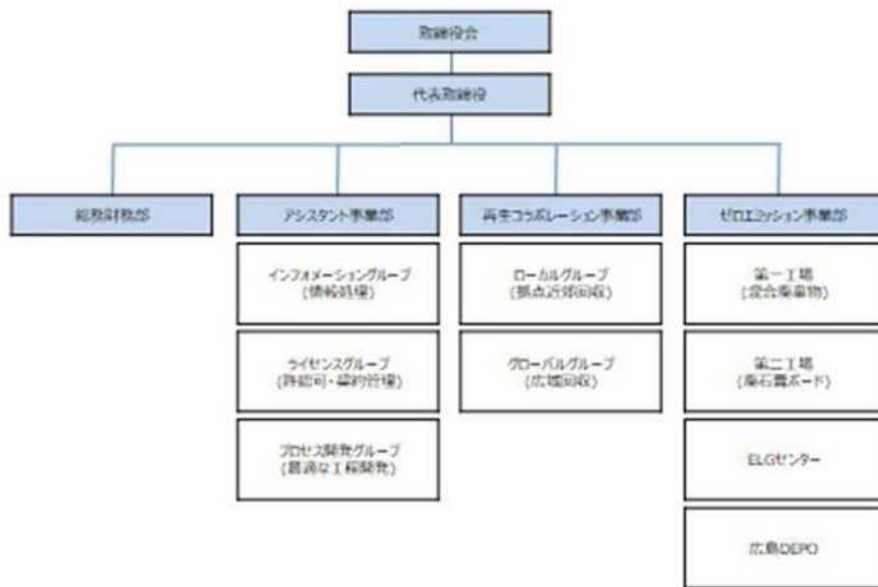 取締役会
代表取締役
総務財務部
アシスタント事業部
インフォメーショングループ
(情報処理)
ライセンスグループ
(許認可・契約管理)
プロセス開発グループ
(最適な工程開発)
再生コラボレーション事業部
ローカルグループ
(拠点近郊回収)
グローバルグループ
(広域回収)
ゼロエミッション事業部
第一工場
(混合廃棄物)
第二工場
(廃石膏ボード)
ELGセンター
広島DEPO